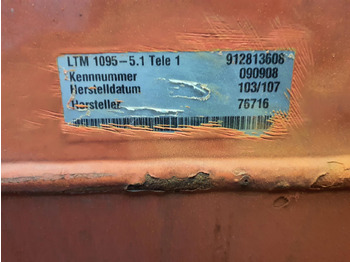 LTM 1095-5.1 Tele 1 912813608
Kennnummer 090908
Herstelldatum 103/107
Hersteller 76716